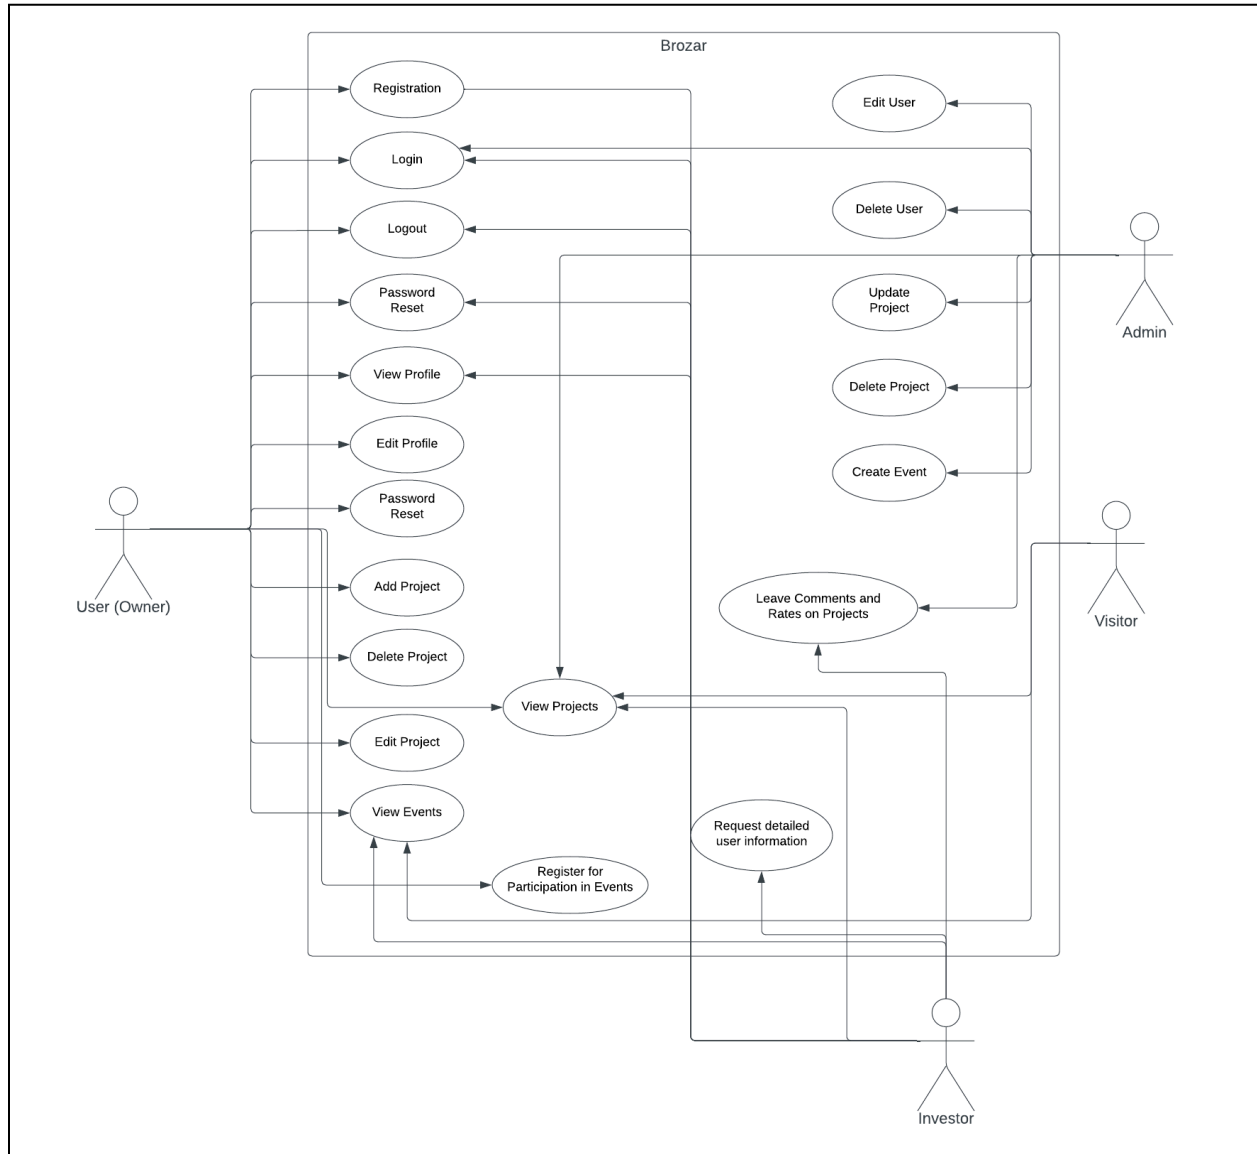 Brozar
Registration
Edit User
Login
Delete User
Logout
Password
Reset
Update
Project
Admin
View Profile
Delete Project
Edit Profile
Create Event
Password
Reset
Add Project
User (Owner)
Leave Comments and
Rates on Projects
Visitor
Delete Project
View Projects
Edit Project
View Events
Request detailed
user information
Register for
Participation in Events
Investor